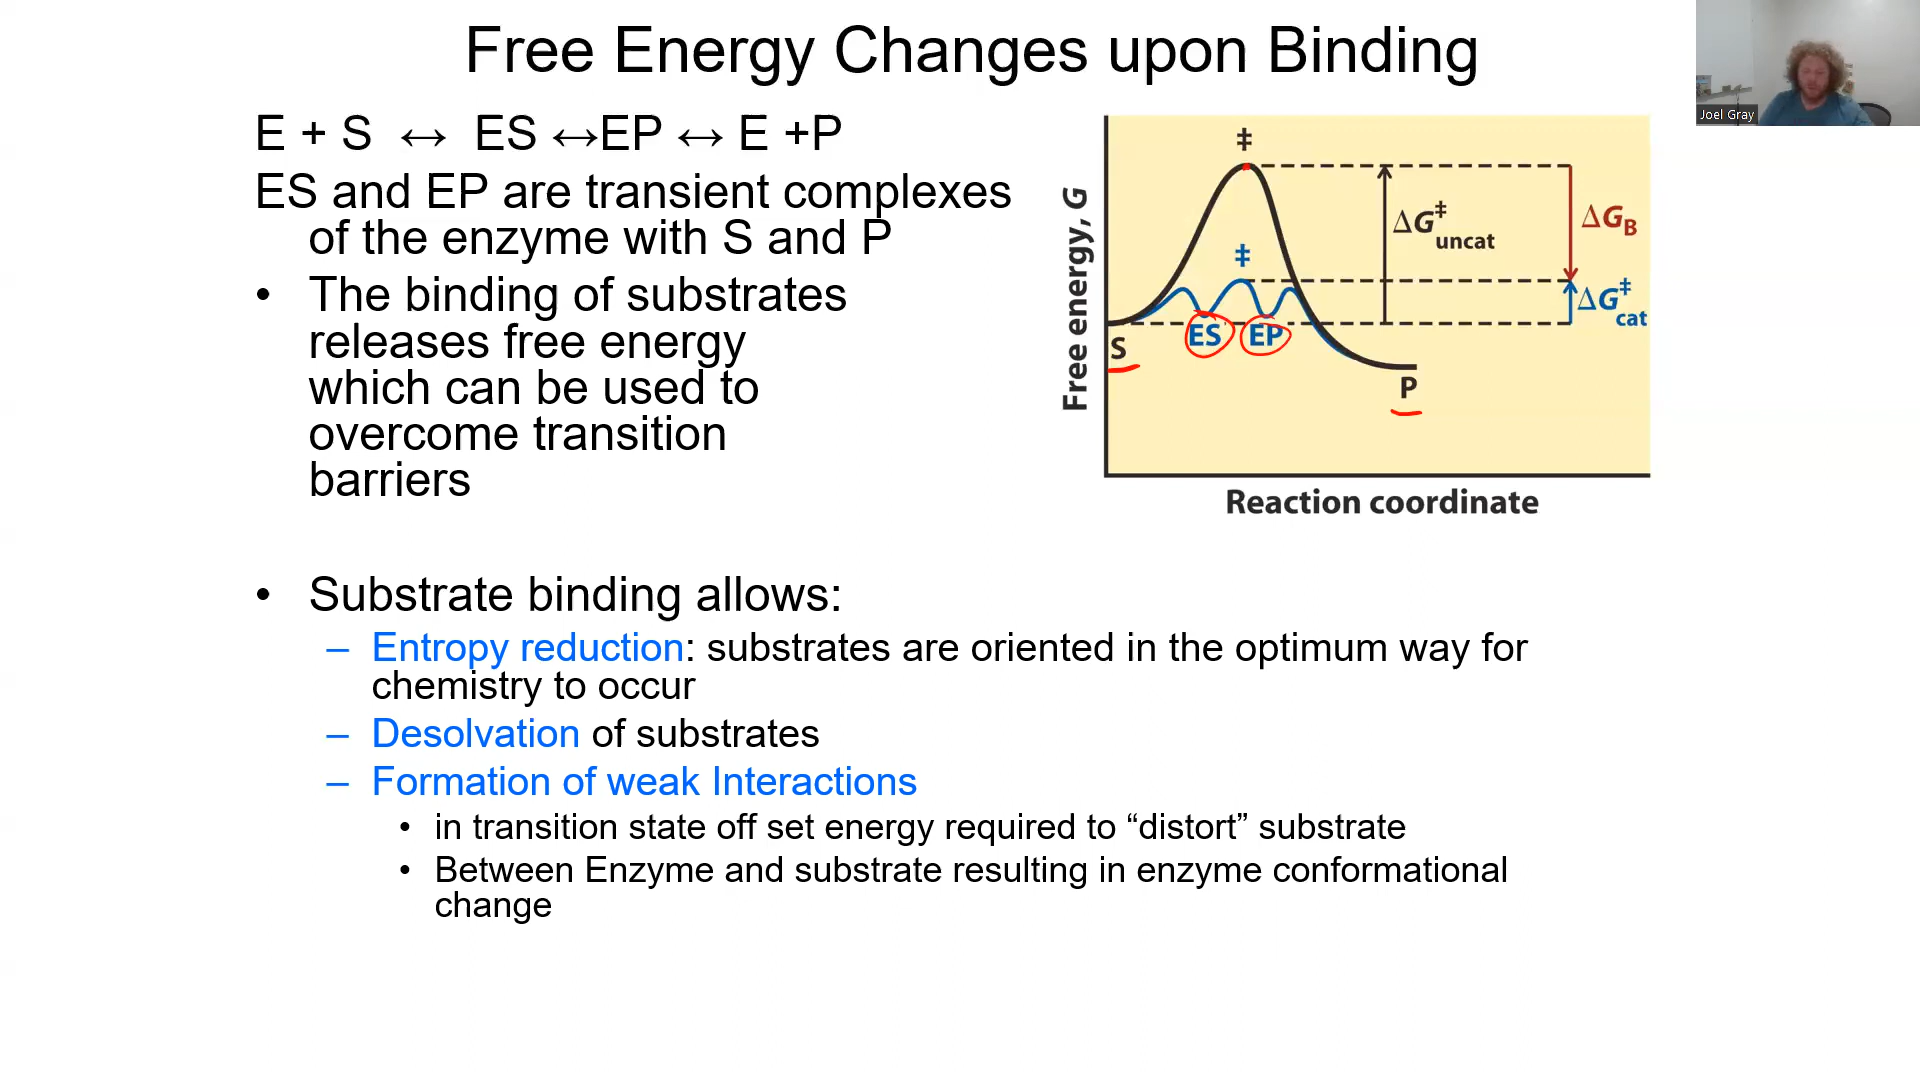 Free Energy Changes upon Binding
Joel Gray
E + S ↔ ES ↔EP ↔ E +P
ES and EP are transient complexes
of the enzyme with S and P
• The binding of substrates
releases free energy
which can be used to
overcome transition
barriers
Free energy, G
‡
‡
ΔG‡uncat
ΔGB
ΔG‡cat
S
ES
EP
P
Reaction coordinate
• Substrate binding allows:
– Entropy reduction: substrates are oriented in the optimum way for
chemistry to occur
– Desolvation of substrates
– Formation of weak Interactions
• in transition state off set energy required to “distort” substrate
• Between Enzyme and substrate resulting in enzyme conformational
change